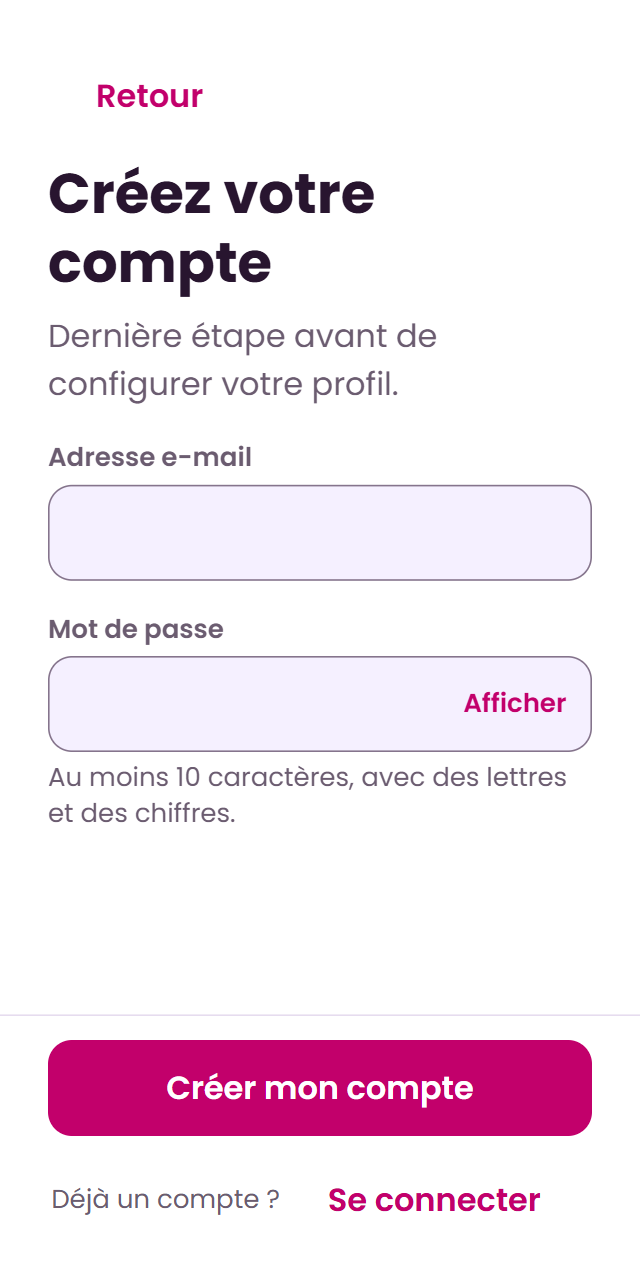 Retour
Créez votre
compte
Dernière étape avant de
configurer votre profil.
Adresse e-mail
Mot de passe
Afficher
Au moins 10 caractères, avec des lettres
et des chiffres.
Créer mon compte
Déjà un compte ? Se connecter